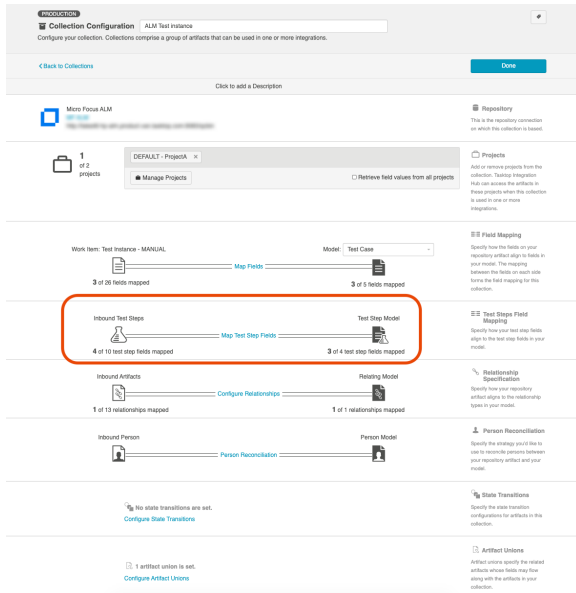 PRODUCTION
Collection Configuration
ALM Test instance
Configure your collection. Collections comprise a group of artifacts that can be used in one or more integrations.
Back to Collections
Done
Click to add a Description
Micro Focus ALM
Repository
This is the repository connection
on which this collection is based.
1
of 2
projects
DEFAULT - ProjectA ×
Manage Projects
Retrieve field values from all projects
Projects
Add or remove projects from the
collection. Tasktop Integration
Hub can access the artifacts in
these projects when this collection
is used in one or more
integrations.
Work Item: Test Instance - MANUAL
Model: Test Case
Map Fields
3 of 26 fields mapped
3 of 5 fields mapped
Field Mapping
Specify how the fields on your
repository artifact align to fields in
your model. The mapping
between the fields on each side
forms the field mapping for this
collection.
Inbound Test Steps
Test Step Model
Map Test Step Fields
4 of 10 test step fields mapped
3 of 4 test step fields mapped
Test Steps Field
Mapping
Specify how your test step fields
align to the test step fields in your
model.
Inbound Artifacts
Relating Model
Configure Relationships
1 of 13 relationships mapped
1 of 1 relationships mapped
Relationship
Specification
Specify how your repository
artifact aligns to the relationship
types in your model.
Inbound Person
Person Model
Person Reconciliation
Person Reconciliation
Specify the strategy you'd like to
use to reconcile persons between
your repository artifact and your
model.
No state transitions are set.
Configure State Transitions
State Transitions
Specify the state transition
configurations for artifacts in this
collection.
1 artifact union is set.
Configure Artifact Unions
Artifact Unions
Artifact unions specify the related
artifacts whose fields may flow
along with the artifacts in your
collection.